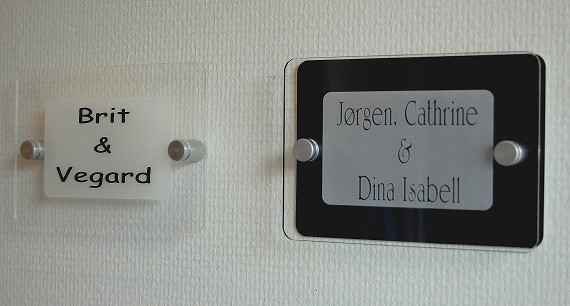 Brit
&
Vegard
Jørgen, Cathrine
&
Dina Isabell